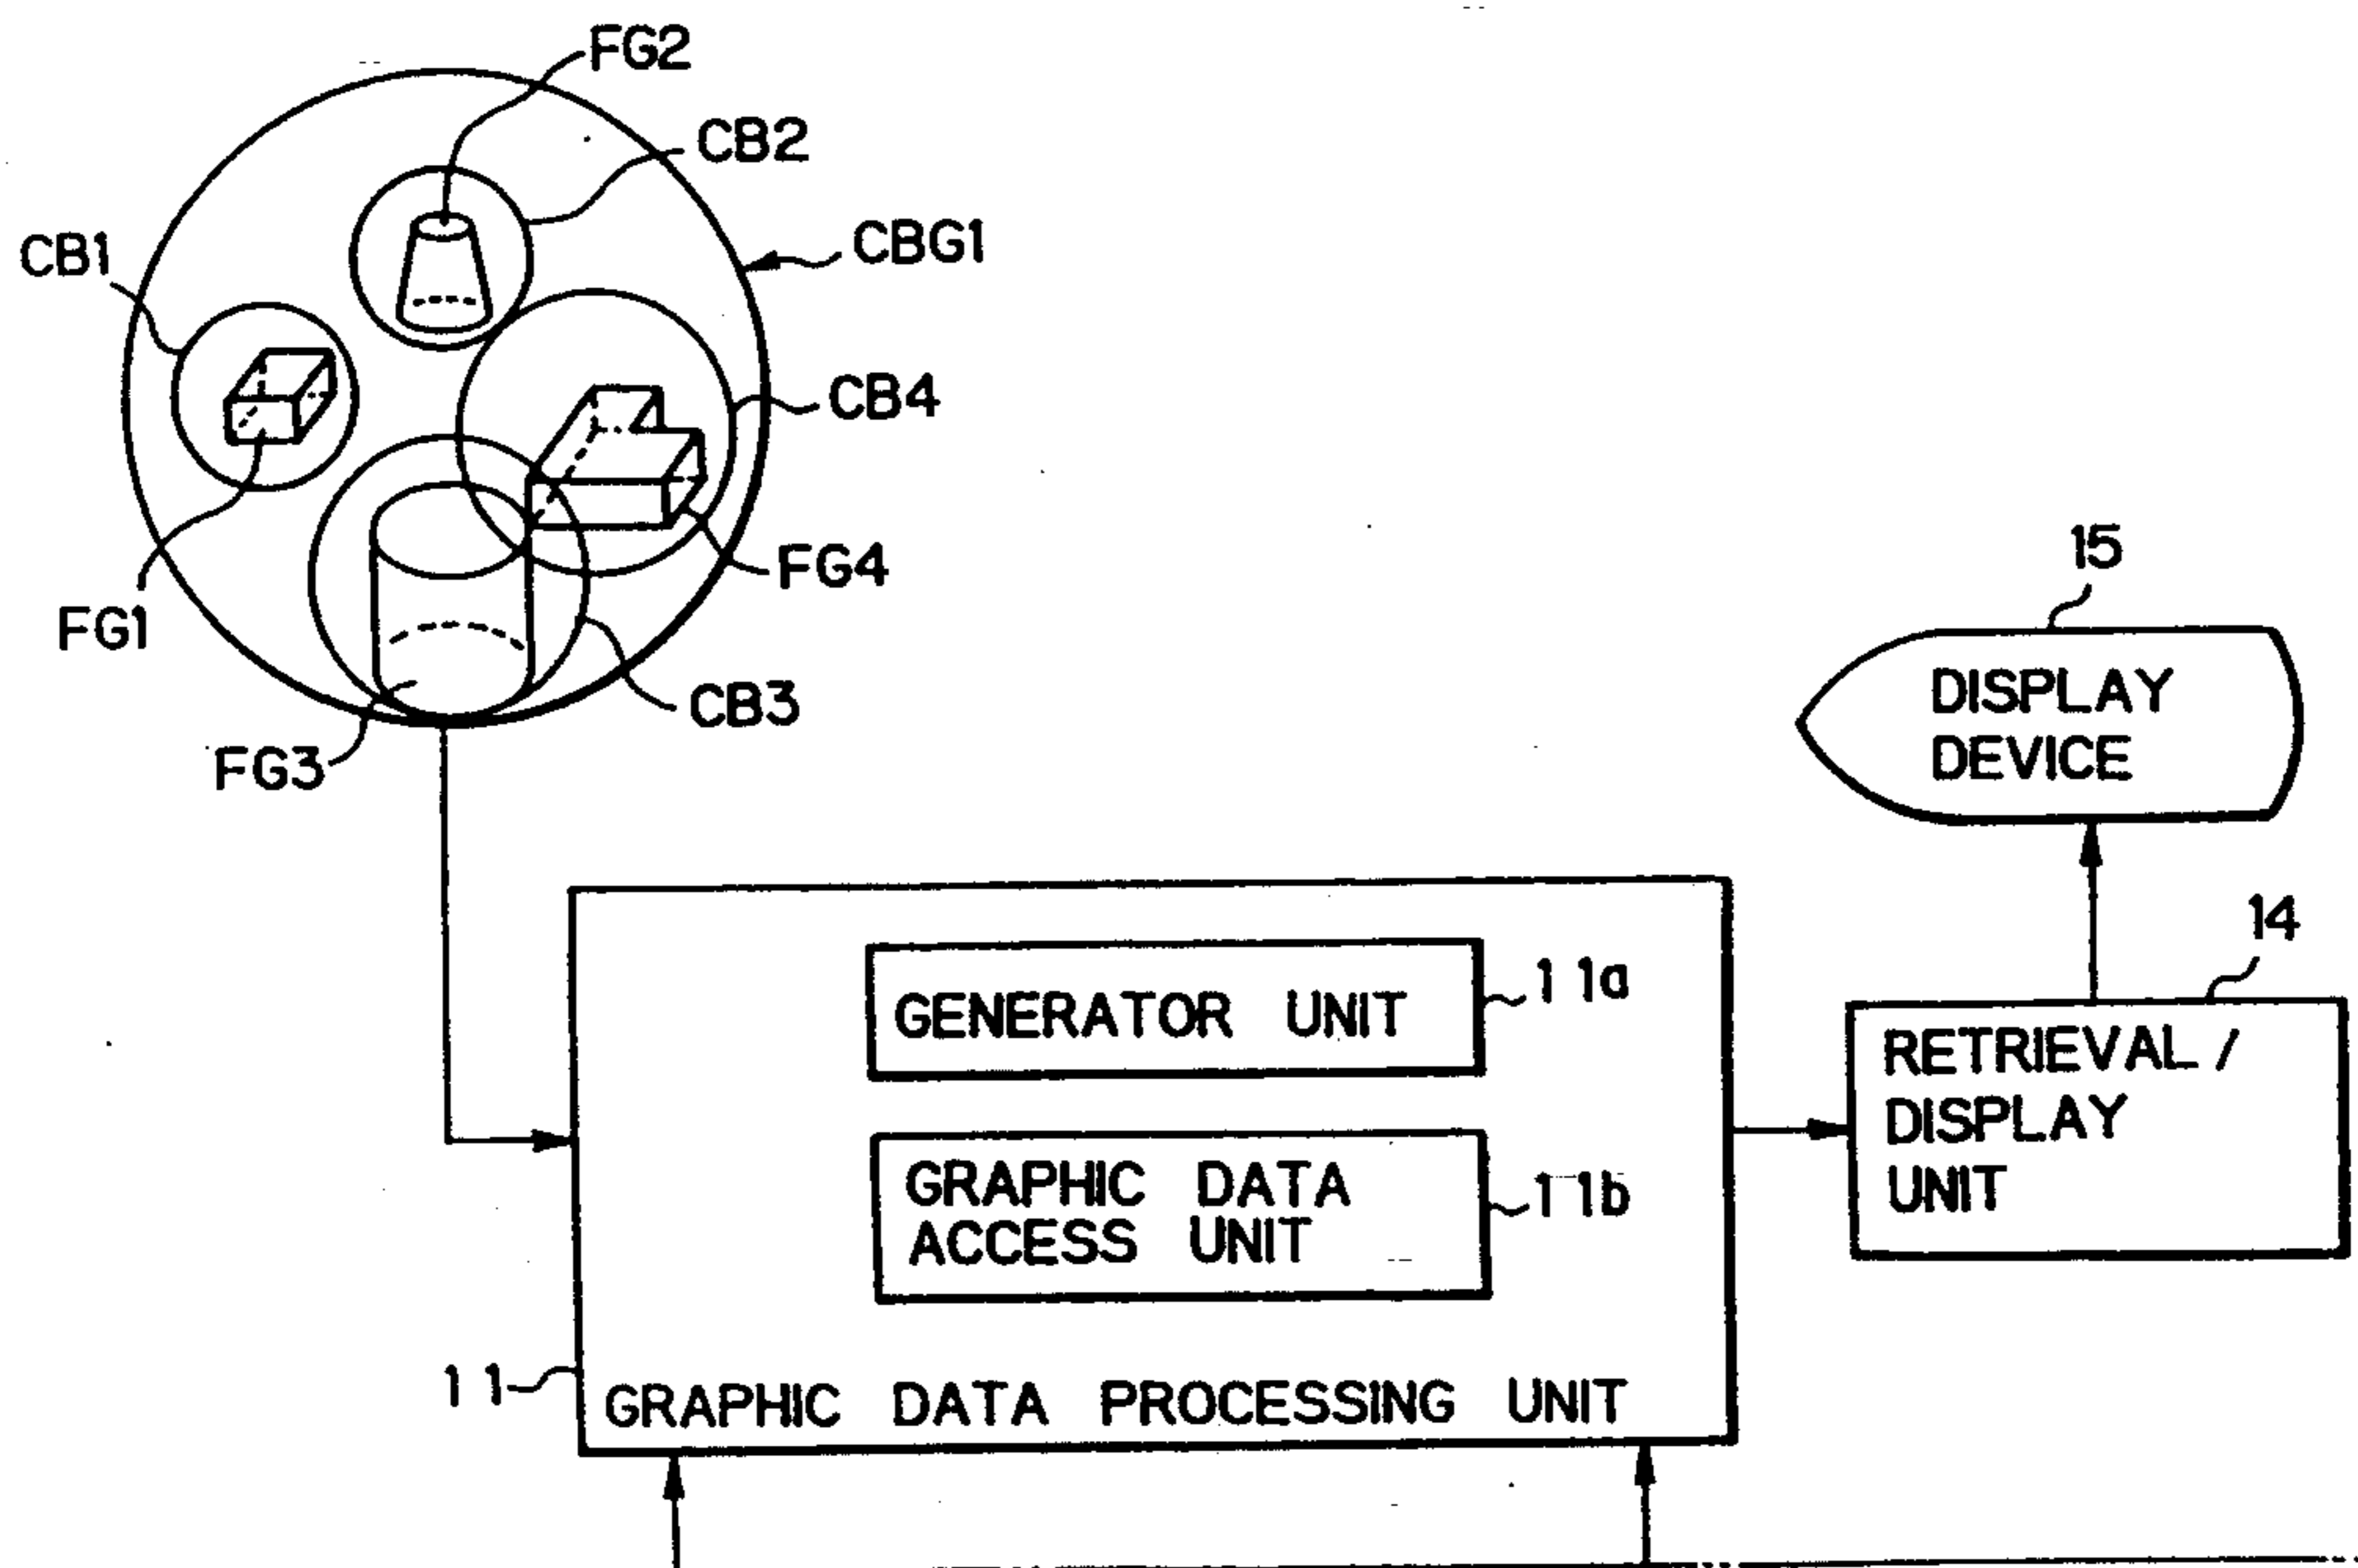 FG2
CB2
CB1
CBG1
CB4
FG4
FG1
CB3
FG3
15
DISPLAY
DEVICE
14
GENERATOR UNIT
11a
RETRIEVAL /
DISPLAY
UNIT
GRAPHIC DATA
ACCESS UNIT
11b
11
GRAPHIC DATA PROCESSING UNIT